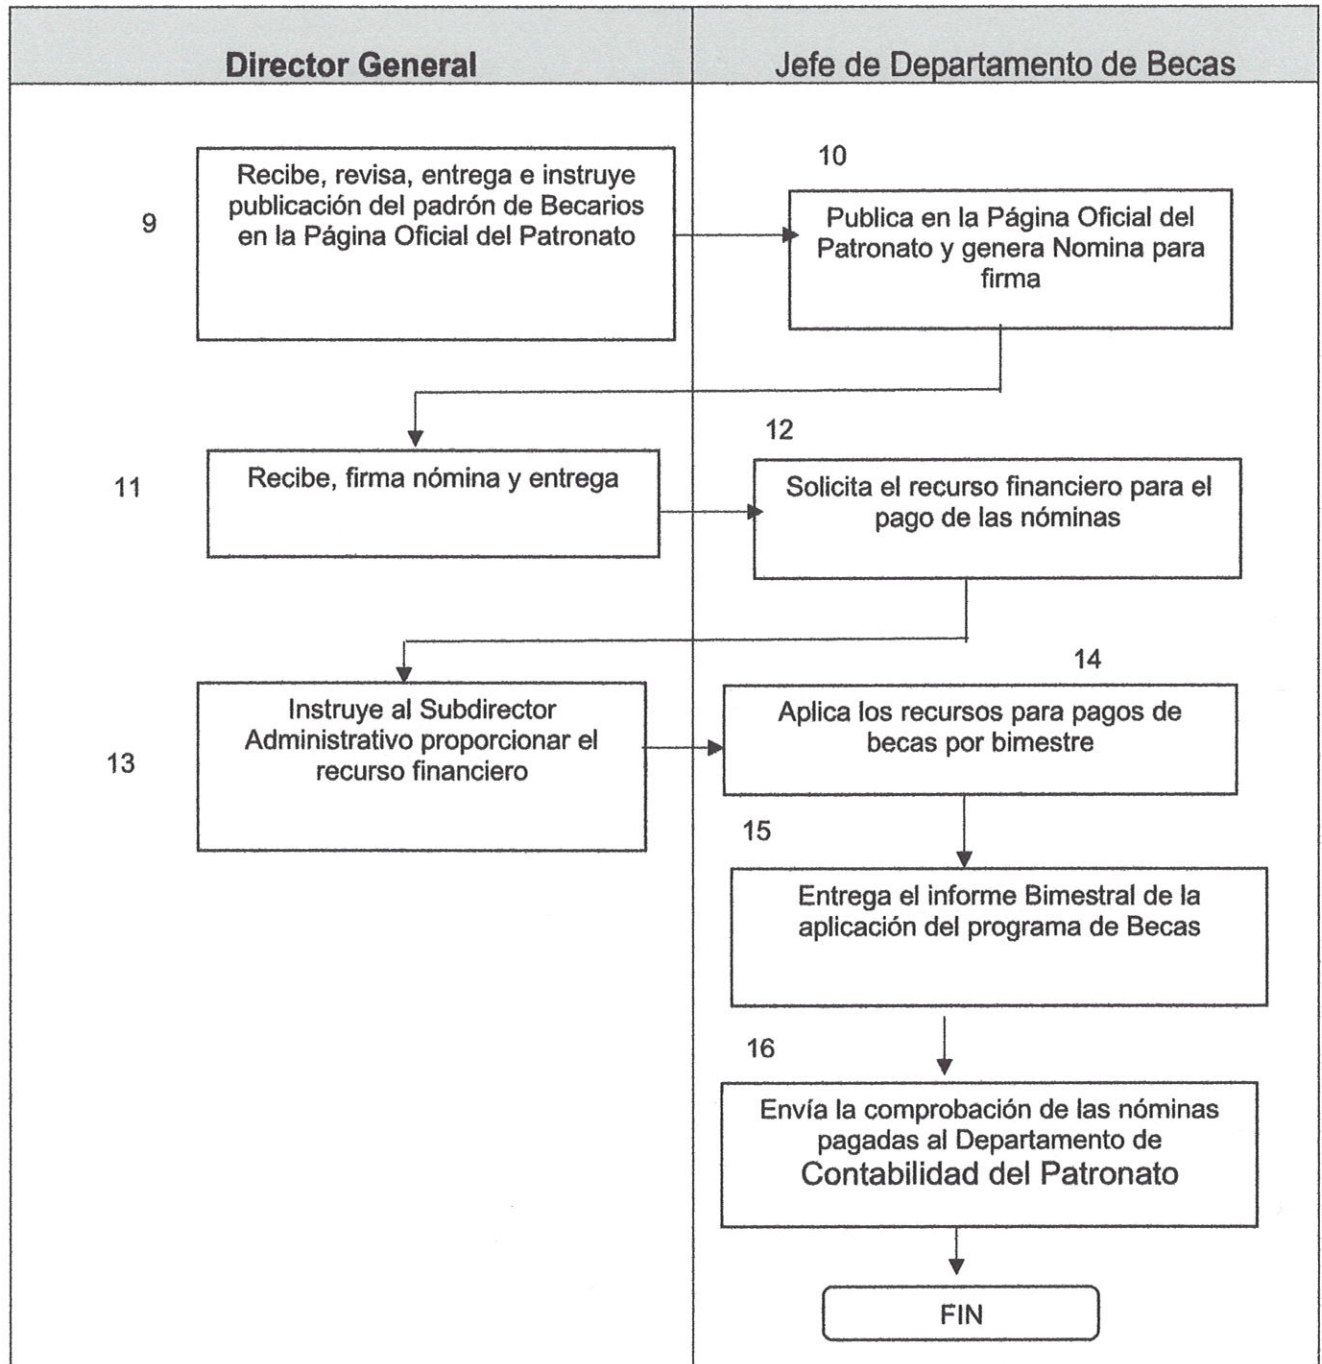 Director General
Jefe de Departamento de Becas
9
Recibe, revisa, entrega e instruye
publicación del padrón de Becarios
en la Página Oficial del Patronato
10
Publica en la Página Oficial del
Patronato y genera Nomina para
firma
11
Recibe, firma nómina y entrega
12
Solicita el recurso financiero para el
pago de las nóminas
13
Instruye al Subdirector
Administrativo proporcionar el
recurso financiero
14
Aplica los recursos para pagos de
becas por bimestre
15
Entrega el informe Bimestral de la
aplicación del programa de Becas
16
Envía la comprobación de las nóminas
pagadas al Departamento de
Contabilidad del Patronato
FIN